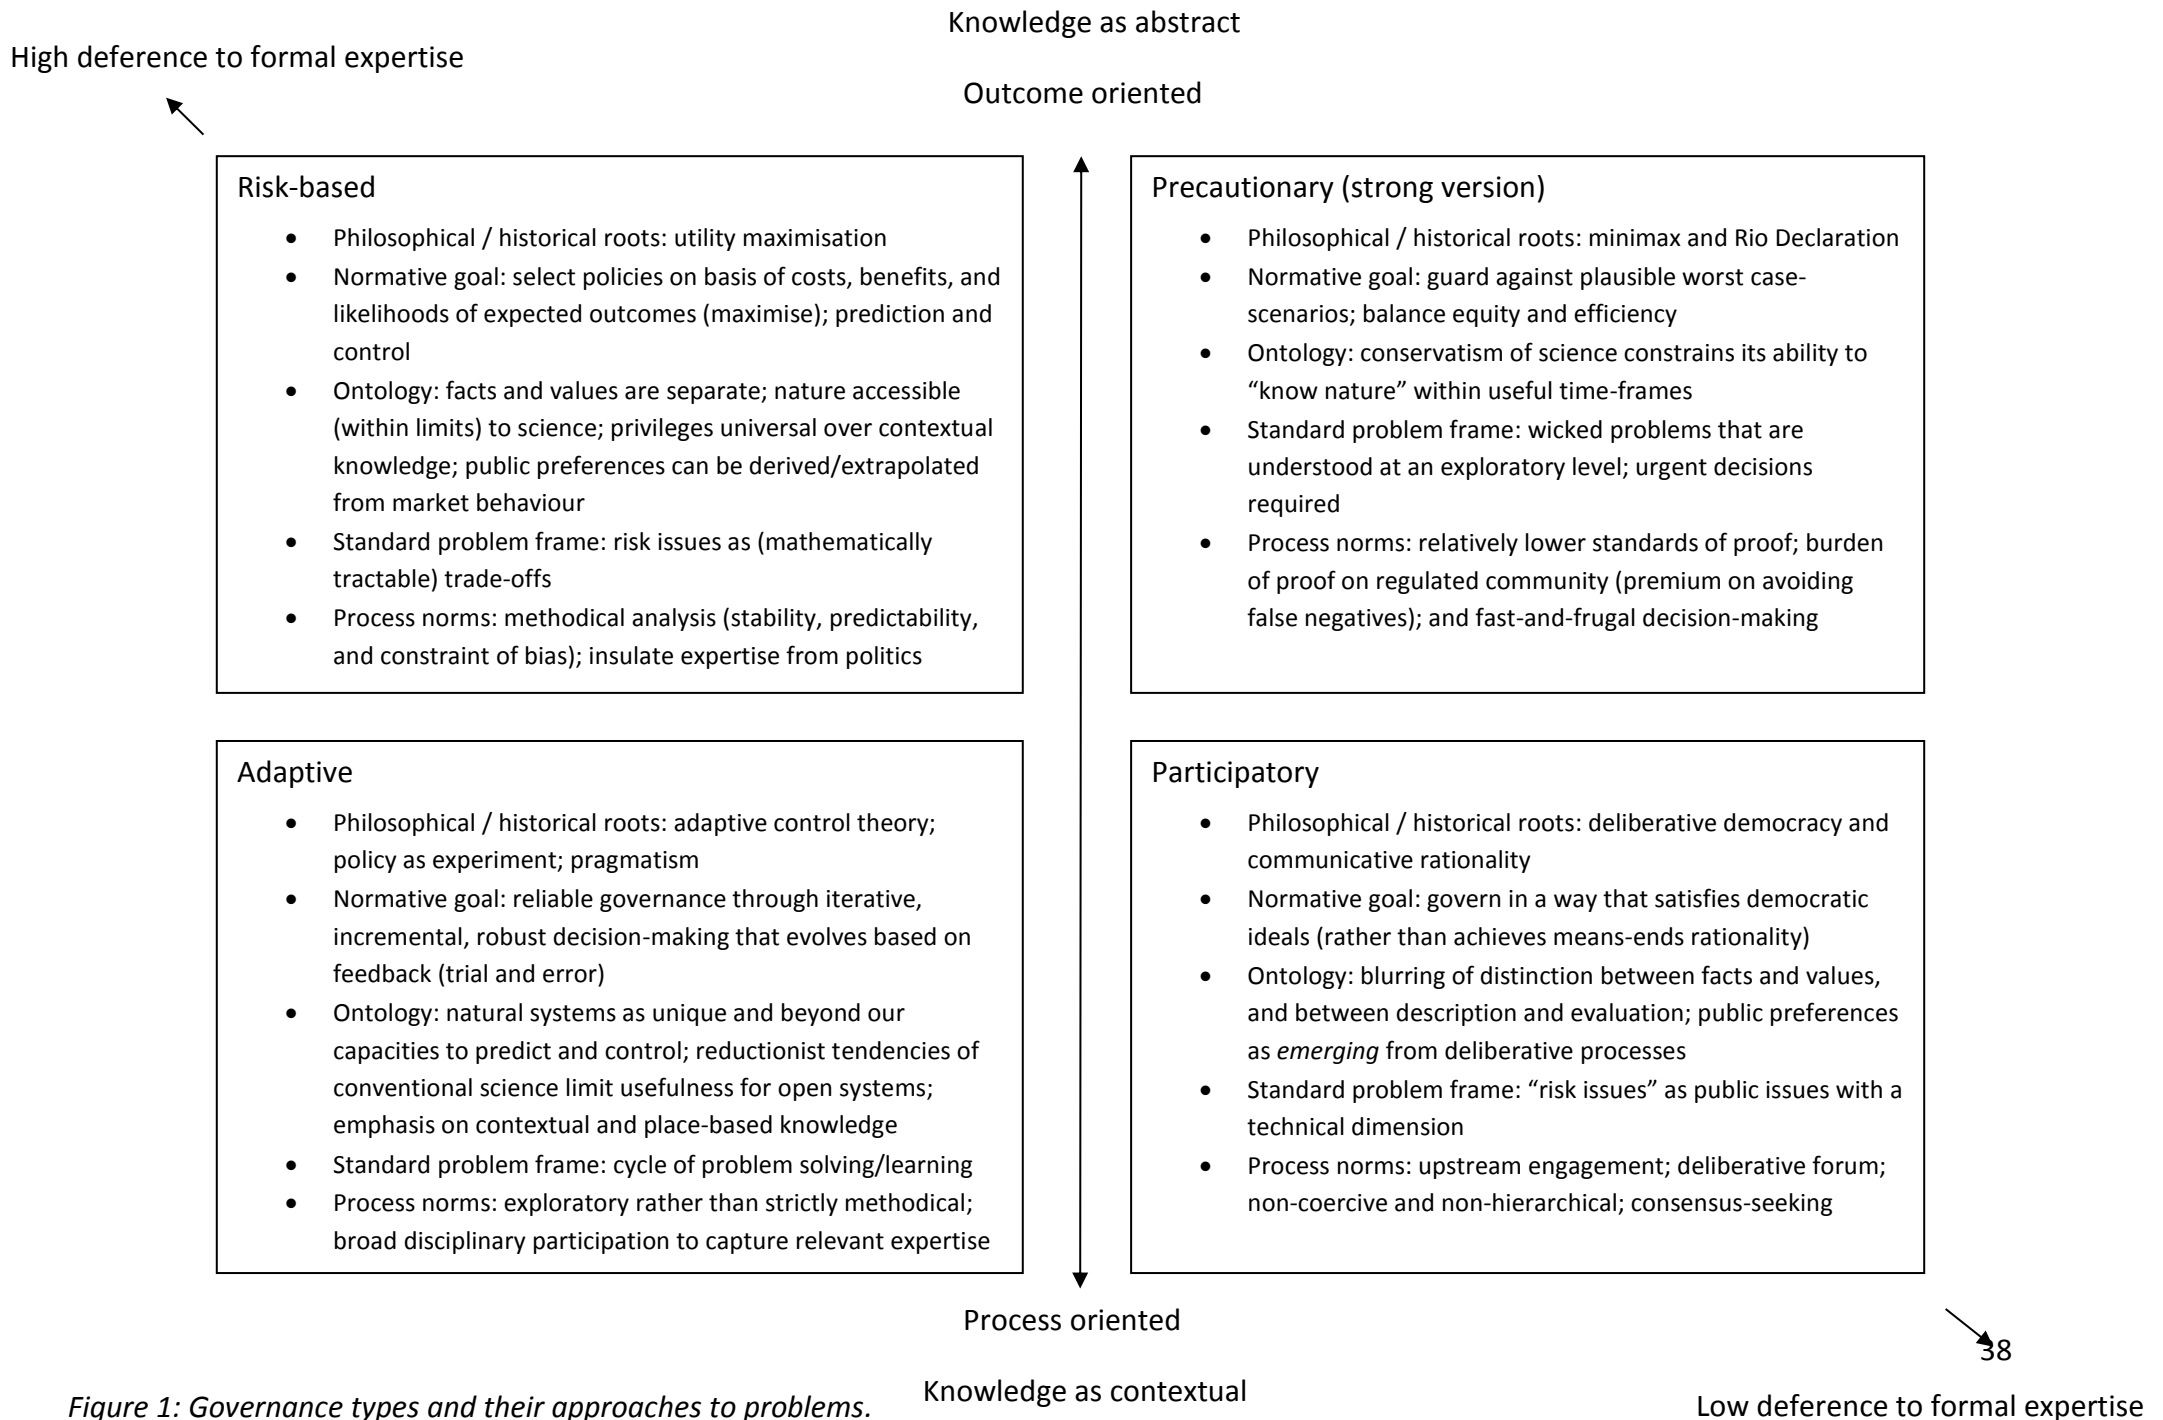 Knowledge as abstract
High deference to formal expertise
Outcome oriented
Risk-based
• Philosophical / historical roots: utility maximisation
• Normative goal: select policies on basis of costs, benefits, and
likelihoods of expected outcomes (maximise); prediction and
control
• Ontology: facts and values are separate; nature accessible
(within limits) to science; privileges universal over contextual
knowledge; public preferences can be derived/extrapolated
from market behaviour
• Standard problem frame: risk issues as (mathematically
tractable) trade-offs
• Process norms: methodical analysis (stability, predictability,
and constraint of bias); insulate expertise from politics
Precautionary (strong version)
• Philosophical / historical roots: minimax and Rio Declaration
• Normative goal: guard against plausible worst case-
scenarios; balance equity and efficiency
• Ontology: conservatism of science constrains its ability to
“know nature” within useful time-frames
• Standard problem frame: wicked problems that are
understood at an exploratory level; urgent decisions
required
• Process norms: relatively lower standards of proof; burden
of proof on regulated community (premium on avoiding
false negatives); and fast-and-frugal decision-making
Adaptive
• Philosophical / historical roots: adaptive control theory;
policy as experiment; pragmatism
• Normative goal: reliable governance through iterative,
incremental, robust decision-making that evolves based on
feedback (trial and error)
• Ontology: natural systems as unique and beyond our
capacities to predict and control; reductionist tendencies of
conventional science limit usefulness for open systems;
emphasis on contextual and place-based knowledge
• Standard problem frame: cycle of problem solving/learning
• Process norms: exploratory rather than strictly methodical;
broad disciplinary participation to capture relevant expertise
Participatory
• Philosophical / historical roots: deliberative democracy and
communicative rationality
• Normative goal: govern in a way that satisfies democratic
ideals (rather than achieves means-ends rationality)
• Ontology: blurring of distinction between facts and values,
and between description and evaluation; public preferences
as emerging from deliberative processes
• Standard problem frame: “risk issues” as public issues with a
technical dimension
• Process norms: upstream engagement; deliberative forum;
non-coercive and non-hierarchical; consensus-seeking
Process oriented
38
Knowledge as contextual
Figure 1: Governance types and their approaches to problems.
Low deference to formal expertise